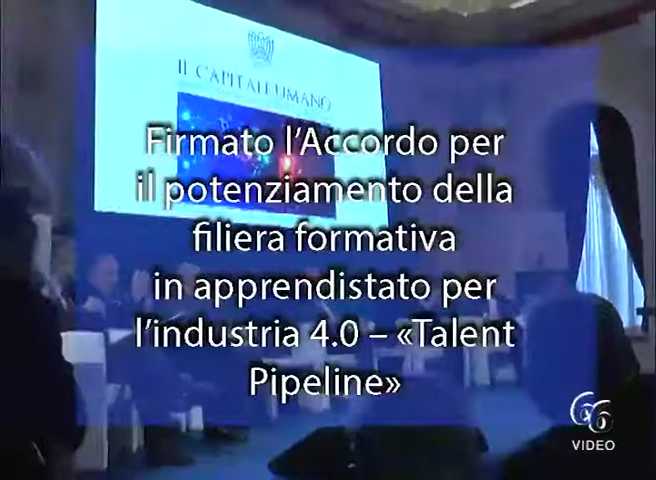 IL CAPITALE UMANO
Firmato l'Accordo per
il potenziamento della
filiera formativa
in apprendistato per
l'industria 4.0 – «Talent
Pipeline»
66
VIDEO